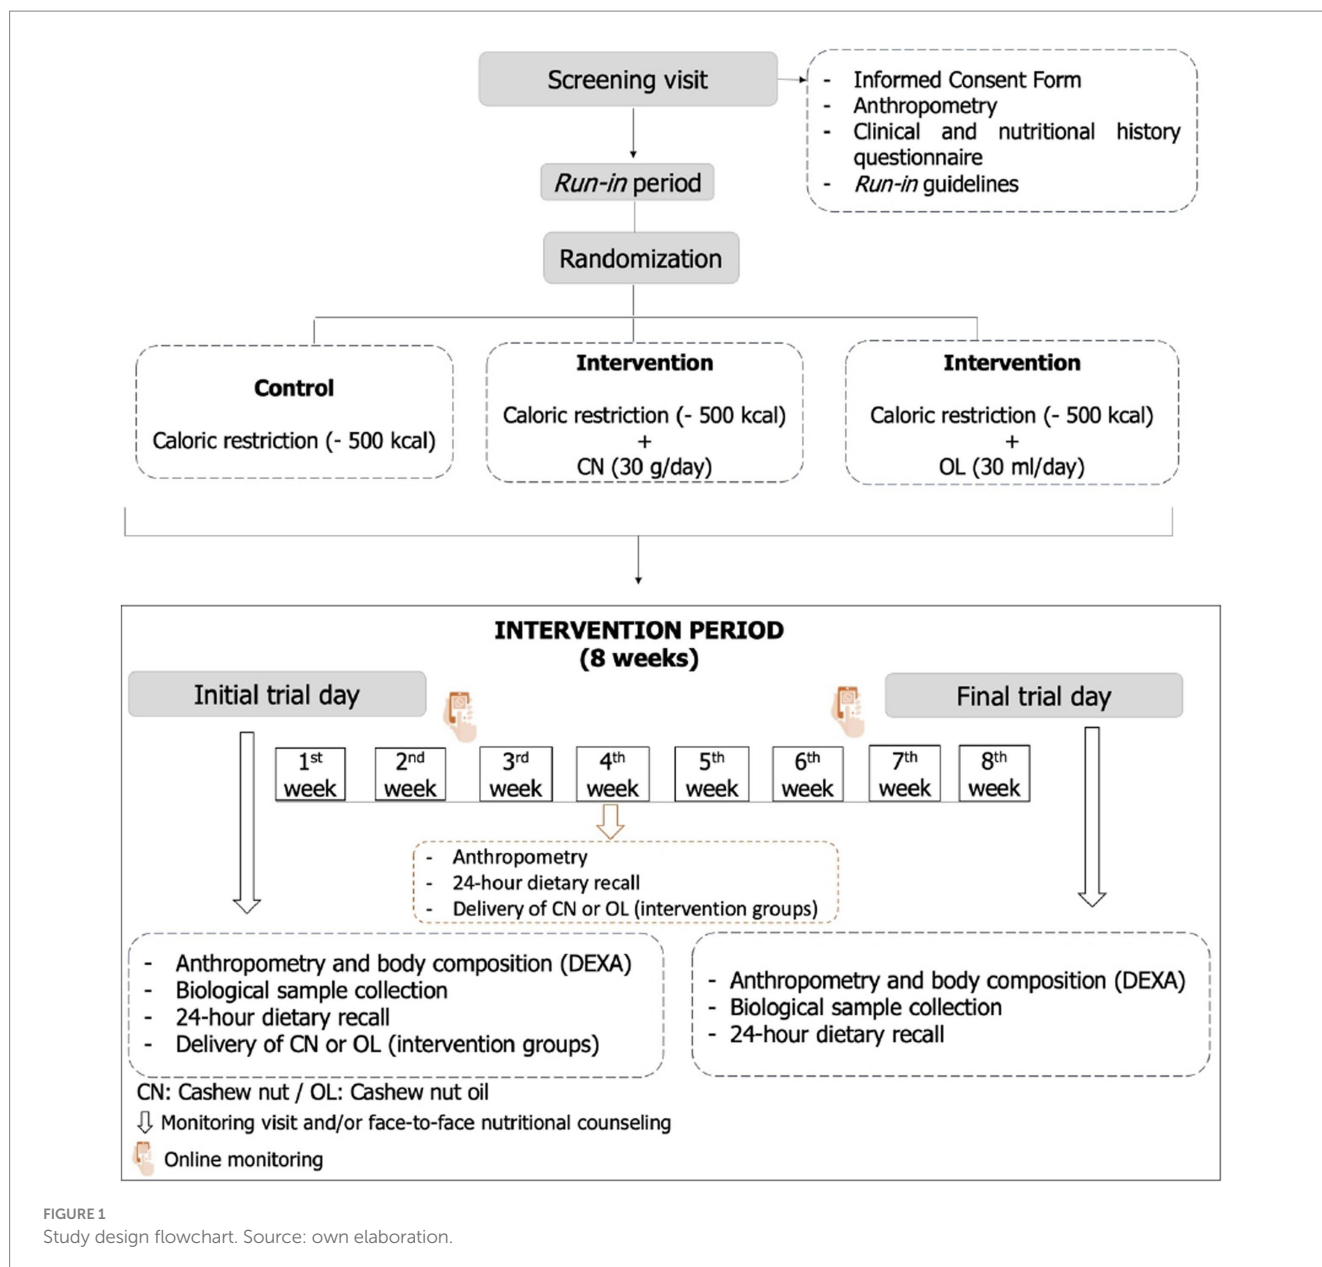 Screening visit
- Informed Consent Form
- Anthropometry
- Clinical and nutritional history
questionnaire
- Run-in guidelines
Run-in period
Randomization
Control
Caloric restriction (- 500 kcal)
Intervention
Caloric restriction (- 500 kcal)
+
CN (30 g/day)
Intervention
Caloric restriction (- 500 kcal)
+
OL (30 ml/day)
INTERVENTION PERIOD
(8 weeks)
Initial trial day
Final trial day
1st
week
2nd
week
3rd
week
4th
week
5th
week
6th
week
7th
week
8th
week
- Anthropometry
- 24-hour dietary recall
- Delivery of CN or OL (intervention groups)
- Anthropometry and body composition (DEXA)
- Biological sample collection
- 24-hour dietary recall
- Delivery of CN or OL (intervention groups)
- Anthropometry and body composition (DEXA)
- Biological sample collection
- 24-hour dietary recall
CN: Cashew nut / OL: Cashew nut oil
Monitoring visit and/or face-to-face nutritional counseling
Online monitoring
FIGURE 1
Study design flowchart. Source: own elaboration.